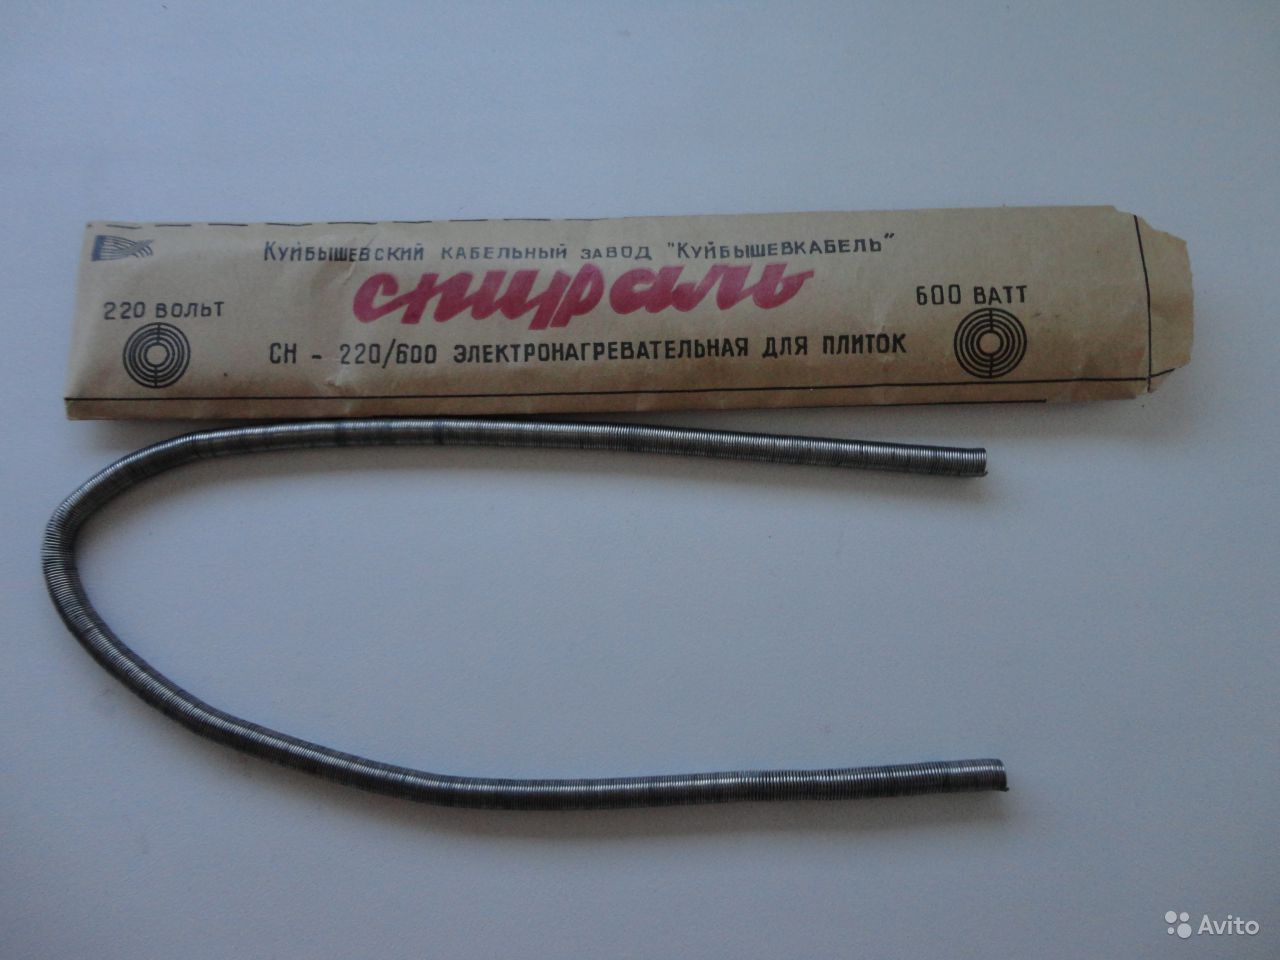 Куйбышевский кабельный завод "Куйбышевкабель"
спираль
220 вольт
600 ватт
СН - 220/600 электронагревательная для плиток
Avito